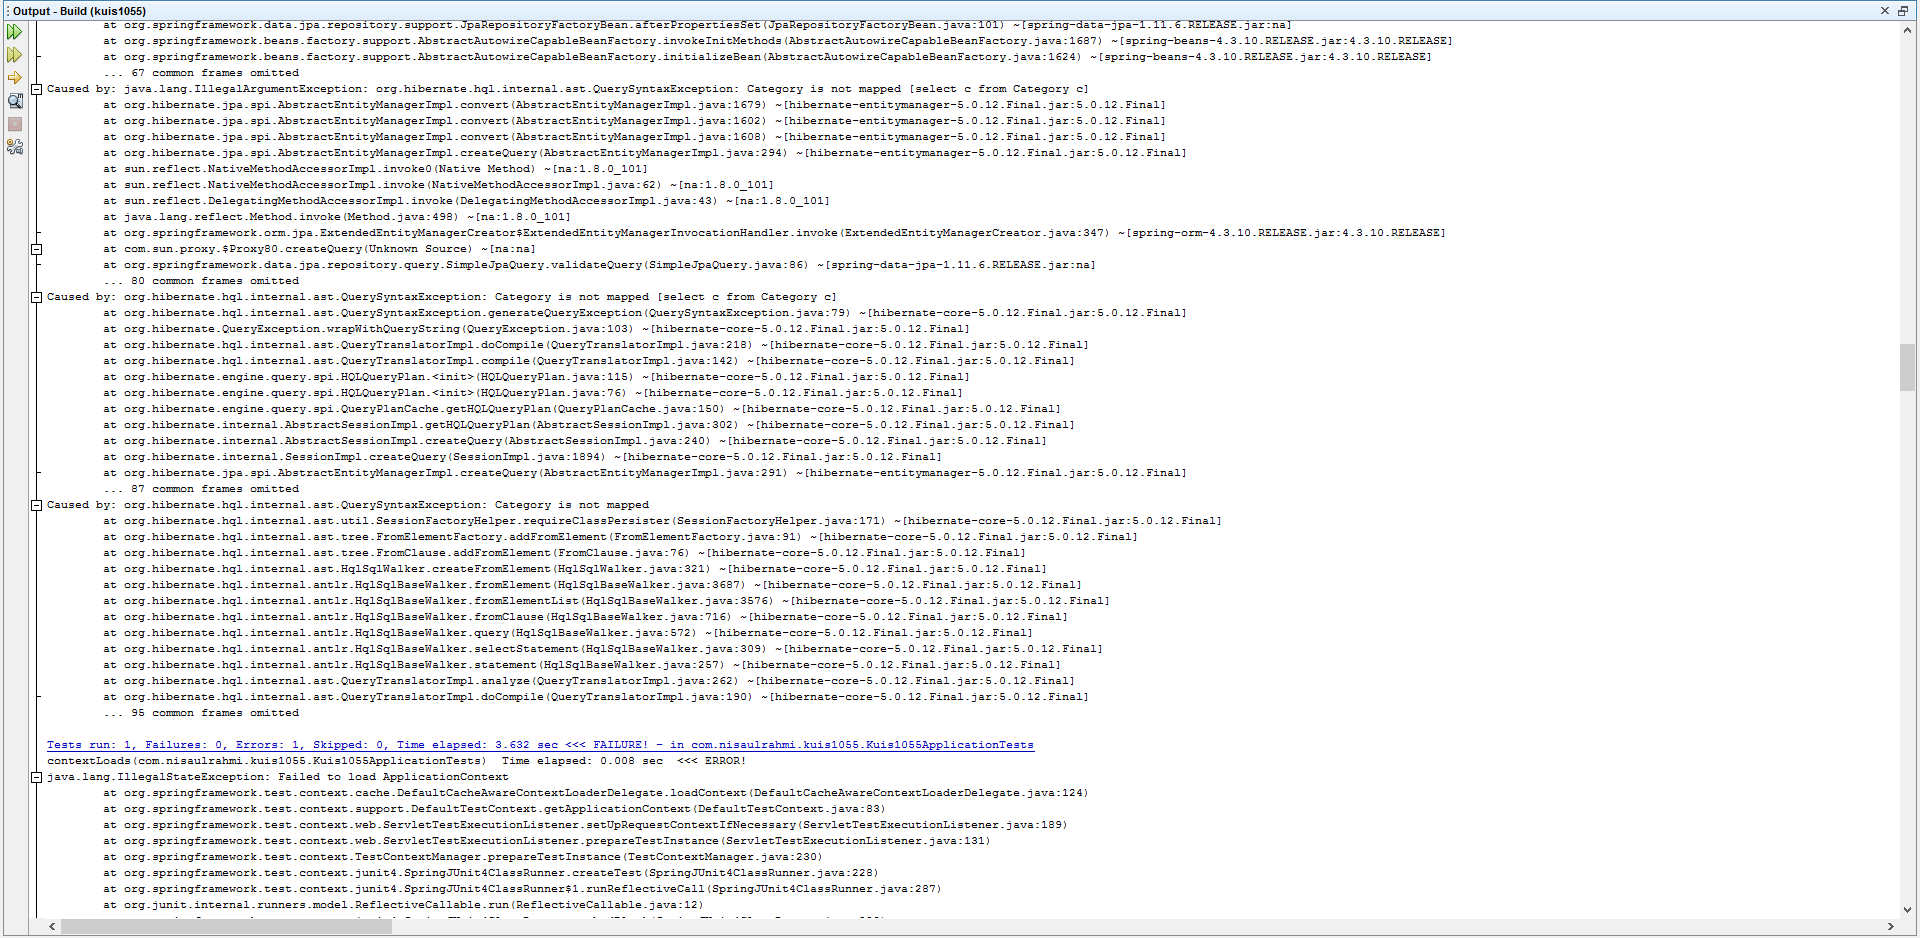 Output - Build (kuis1055)
at org.springframework.data.jpa.repository.support.JpaRepositoryFactoryBean.afterPropertiesSet(JpaRepositoryFactoryBean.java:101) ~[spring-data-jpa-1.11.6.RELEASE.jar:na]
at org.springframework.beans.factory.support.AbstractAutowireCapableBeanFactory.invokeInitMethods(AbstractAutowireCapableBeanFactory.java:1687) ~[spring-beans-4.3.10.RELEASE.jar:4.3.10.RELEASE]
at org.springframework.beans.factory.support.AbstractAutowireCapableBeanFactory.initializeBean(AbstractAutowireCapableBeanFactory.java:1624) ~[spring-beans-4.3.10.RELEASE.jar:4.3.10.RELEASE]
... 67 common frames omitted
Caused by: java.lang.IllegalArgumentException: org.hibernate.hql.internal.ast.QuerySyntaxException: Category is not mapped [select c from Category c]
at org.hibernate.jpa.spi.AbstractEntityManagerImpl.convert(AbstractEntityManagerImpl.java:1679) ~[hibernate-entitymanager-5.0.12.Final.jar:5.0.12.Final]
at org.hibernate.jpa.spi.AbstractEntityManagerImpl.convert(AbstractEntityManagerImpl.java:1602) ~[hibernate-entitymanager-5.0.12.Final.jar:5.0.12.Final]
at org.hibernate.jpa.spi.AbstractEntityManagerImpl.convert(AbstractEntityManagerImpl.java:1608) ~[hibernate-entitymanager-5.0.12.Final.jar:5.0.12.Final]
at org.hibernate.jpa.spi.AbstractEntityManagerImpl.createQuery(AbstractEntityManagerImpl.java:294) ~[hibernate-entitymanager-5.0.12.Final.jar:5.0.12.Final]
at sun.reflect.NativeMethodAccessorImpl.invoke0(Native Method) ~[na:1.8.0_101]
at sun.reflect.NativeMethodAccessorImpl.invoke(NativeMethodAccessorImpl.java:62) ~[na:1.8.0_101]
at sun.reflect.DelegatingMethodAccessorImpl.invoke(DelegatingMethodAccessorImpl.java:43) ~[na:1.8.0_101]
at java.lang.reflect.Method.invoke(Method.java:498) ~[na:1.8.0_101]
at org.springframework.orm.jpa.ExtendedEntityManagerCreator$ExtendedEntityManagerInvocationHandler.invoke(ExtendedEntityManagerCreator.java:347) ~[spring-orm-4.3.10.RELEASE.jar:4.3.10.RELEASE]
at com.sun.proxy.$Proxy80.createQuery(Unknown Source) ~[na:na]
at org.springframework.data.jpa.repository.query.SimpleJpaQuery.validateQuery(SimpleJpaQuery.java:86) ~[spring-data-jpa-1.11.6.RELEASE.jar:na]
... 80 common frames omitted
Caused by: org.hibernate.hql.internal.ast.QuerySyntaxException: Category is not mapped [select c from Category c]
at org.hibernate.hql.internal.ast.QuerySyntaxException.generateQueryException(QuerySyntaxException.java:79) ~[hibernate-core-5.0.12.Final.jar:5.0.12.Final]
at org.hibernate.QueryException.wrapWithQueryString(QueryException.java:103) ~[hibernate-core-5.0.12.Final.jar:5.0.12.Final]
at org.hibernate.hql.internal.ast.QueryTranslatorImpl.doCompile(QueryTranslatorImpl.java:218) ~[hibernate-core-5.0.12.Final.jar:5.0.12.Final]
at org.hibernate.hql.internal.ast.QueryTranslatorImpl.compile(QueryTranslatorImpl.java:142) ~[hibernate-core-5.0.12.Final.jar:5.0.12.Final]
at org.hibernate.engine.query.spi.HQLQueryPlan.<init>(HQLQueryPlan.java:115) ~[hibernate-core-5.0.12.Final.jar:5.0.12.Final]
at org.hibernate.engine.query.spi.HQLQueryPlan.<init>(HQLQueryPlan.java:76) ~[hibernate-core-5.0.12.Final.jar:5.0.12.Final]
at org.hibernate.engine.query.spi.QueryPlanCache.getHQLQueryPlan(QueryPlanCache.java:150) ~[hibernate-core-5.0.12.Final.jar:5.0.12.Final]
at org.hibernate.internal.AbstractSessionImpl.getHQLQueryPlan(AbstractSessionImpl.java:302) ~[hibernate-core-5.0.12.Final.jar:5.0.12.Final]
at org.hibernate.internal.AbstractSessionImpl.createQuery(AbstractSessionImpl.java:240) ~[hibernate-core-5.0.12.Final.jar:5.0.12.Final]
at org.hibernate.internal.SessionImpl.createQuery(SessionImpl.java:1894) ~[hibernate-core-5.0.12.Final.jar:5.0.12.Final]
at org.hibernate.jpa.spi.AbstractEntityManagerImpl.createQuery(AbstractEntityManagerImpl.java:291) ~[hibernate-entitymanager-5.0.12.Final.jar:5.0.12.Final]
... 87 common frames omitted
Caused by: org.hibernate.hql.internal.ast.QuerySyntaxException: Category is not mapped
at org.hibernate.hql.internal.ast.util.SessionFactoryHelper.requireClassPersister(SessionFactoryHelper.java:171) ~[hibernate-core-5.0.12.Final.jar:5.0.12.Final]
at org.hibernate.hql.internal.ast.tree.FromElementFactory.addFromElement(FromElementFactory.java:91) ~[hibernate-core-5.0.12.Final.jar:5.0.12.Final]
at org.hibernate.hql.internal.ast.tree.FromClause.addFromElement(FromClause.java:76) ~[hibernate-core-5.0.12.Final.jar:5.0.12.Final]
at org.hibernate.hql.internal.ast.HqlSqlWalker.createFromElement(HqlSqlWalker.java:321) ~[hibernate-core-5.0.12.Final.jar:5.0.12.Final]
at org.hibernate.hql.internal.antlr.HqlSqlBaseWalker.fromElement(HqlSqlBaseWalker.java:3687) ~[hibernate-core-5.0.12.Final.jar:5.0.12.Final]
at org.hibernate.hql.internal.antlr.HqlSqlBaseWalker.fromElementList(HqlSqlBaseWalker.java:3576) ~[hibernate-core-5.0.12.Final.jar:5.0.12.Final]
at org.hibernate.hql.internal.antlr.HqlSqlBaseWalker.fromClause(HqlSqlBaseWalker.java:716) ~[hibernate-core-5.0.12.Final.jar:5.0.12.Final]
at org.hibernate.hql.internal.antlr.HqlSqlBaseWalker.query(HqlSqlBaseWalker.java:572) ~[hibernate-core-5.0.12.Final.jar:5.0.12.Final]
at org.hibernate.hql.internal.antlr.HqlSqlBaseWalker.selectStatement(HqlSqlBaseWalker.java:309) ~[hibernate-core-5.0.12.Final.jar:5.0.12.Final]
at org.hibernate.hql.internal.antlr.HqlSqlBaseWalker.statement(HqlSqlBaseWalker.java:257) ~[hibernate-core-5.0.12.Final.jar:5.0.12.Final]
at org.hibernate.hql.internal.ast.QueryTranslatorImpl.analyze(QueryTranslatorImpl.java:262) ~[hibernate-core-5.0.12.Final.jar:5.0.12.Final]
at org.hibernate.hql.internal.ast.QueryTranslatorImpl.doCompile(QueryTranslatorImpl.java:190) ~[hibernate-core-5.0.12.Final.jar:5.0.12.Final]
... 95 common frames omitted
Tests run: 1, Failures: 0, Errors: 1, Skipped: 0, Time elapsed: 3.632 sec <<< FAILURE! - in com.nisaulrahmi.kuis1055.Kuis1055ApplicationTests
contextLoads(com.nisaulrahmi.kuis1055.Kuis1055ApplicationTests)  Time elapsed: 0.008 sec  <<< ERROR!
java.lang.IllegalStateException: Failed to load ApplicationContext
at org.springframework.test.context.cache.DefaultCacheAwareContextLoaderDelegate.loadContext(DefaultCacheAwareContextLoaderDelegate.java:124)
at org.springframework.test.context.support.DefaultTestContext.getApplicationContext(DefaultTestContext.java:83)
at org.springframework.test.context.web.ServletTestExecutionListener.setUpRequestContextIfNecessary(ServletTestExecutionListener.java:189)
at org.springframework.test.context.web.ServletTestExecutionListener.prepareTestInstance(ServletTestExecutionListener.java:131)
at org.springframework.test.context.TestContextManager.prepareTestInstance(TestContextManager.java:230)
at org.springframework.test.context.junit4.SpringJUnit4ClassRunner.createTest(SpringJUnit4ClassRunner.java:228)
at org.springframework.test.context.junit4.SpringJUnit4ClassRunner$1.runReflectiveCall(SpringJUnit4ClassRunner.java:287)
at org.junit.internal.runners.model.ReflectiveCallable.run(ReflectiveCallable.java:12)